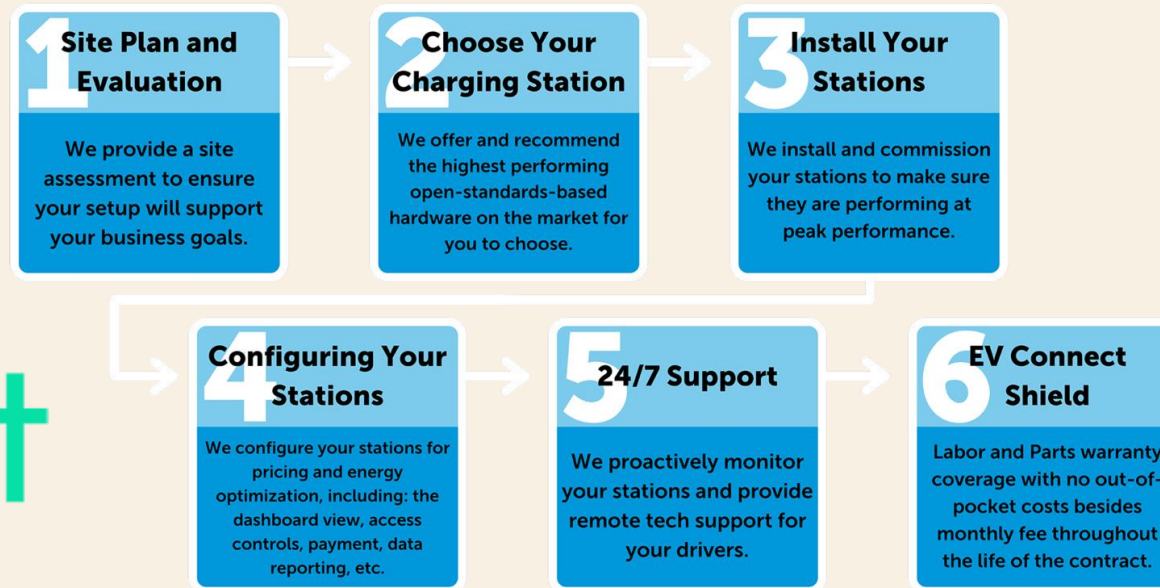 1
Site Plan and
Evaluation
We provide a site
assessment to ensure
your setup will support
your business goals.
2
Choose Your
Charging Station
We offer and recommend
the highest performing
open-standards-based
hardware on the market for
you to choose.
3
Install Your
Stations
We install and commission
your stations to make sure
they are performing at
peak performance.
4
Configuring Your
Stations
We configure your stations for
pricing and energy
optimization, including: the
dashboard view, access
controls, payment, data
reporting, etc.
5
24/7 Support
We proactively monitor
your stations and provide
remote tech support for
your drivers.
6
EV Connect
Shield
Labor and Parts warranty
coverage with no out-of-
pocket costs besides
monthly fee throughout
the life of the contract.